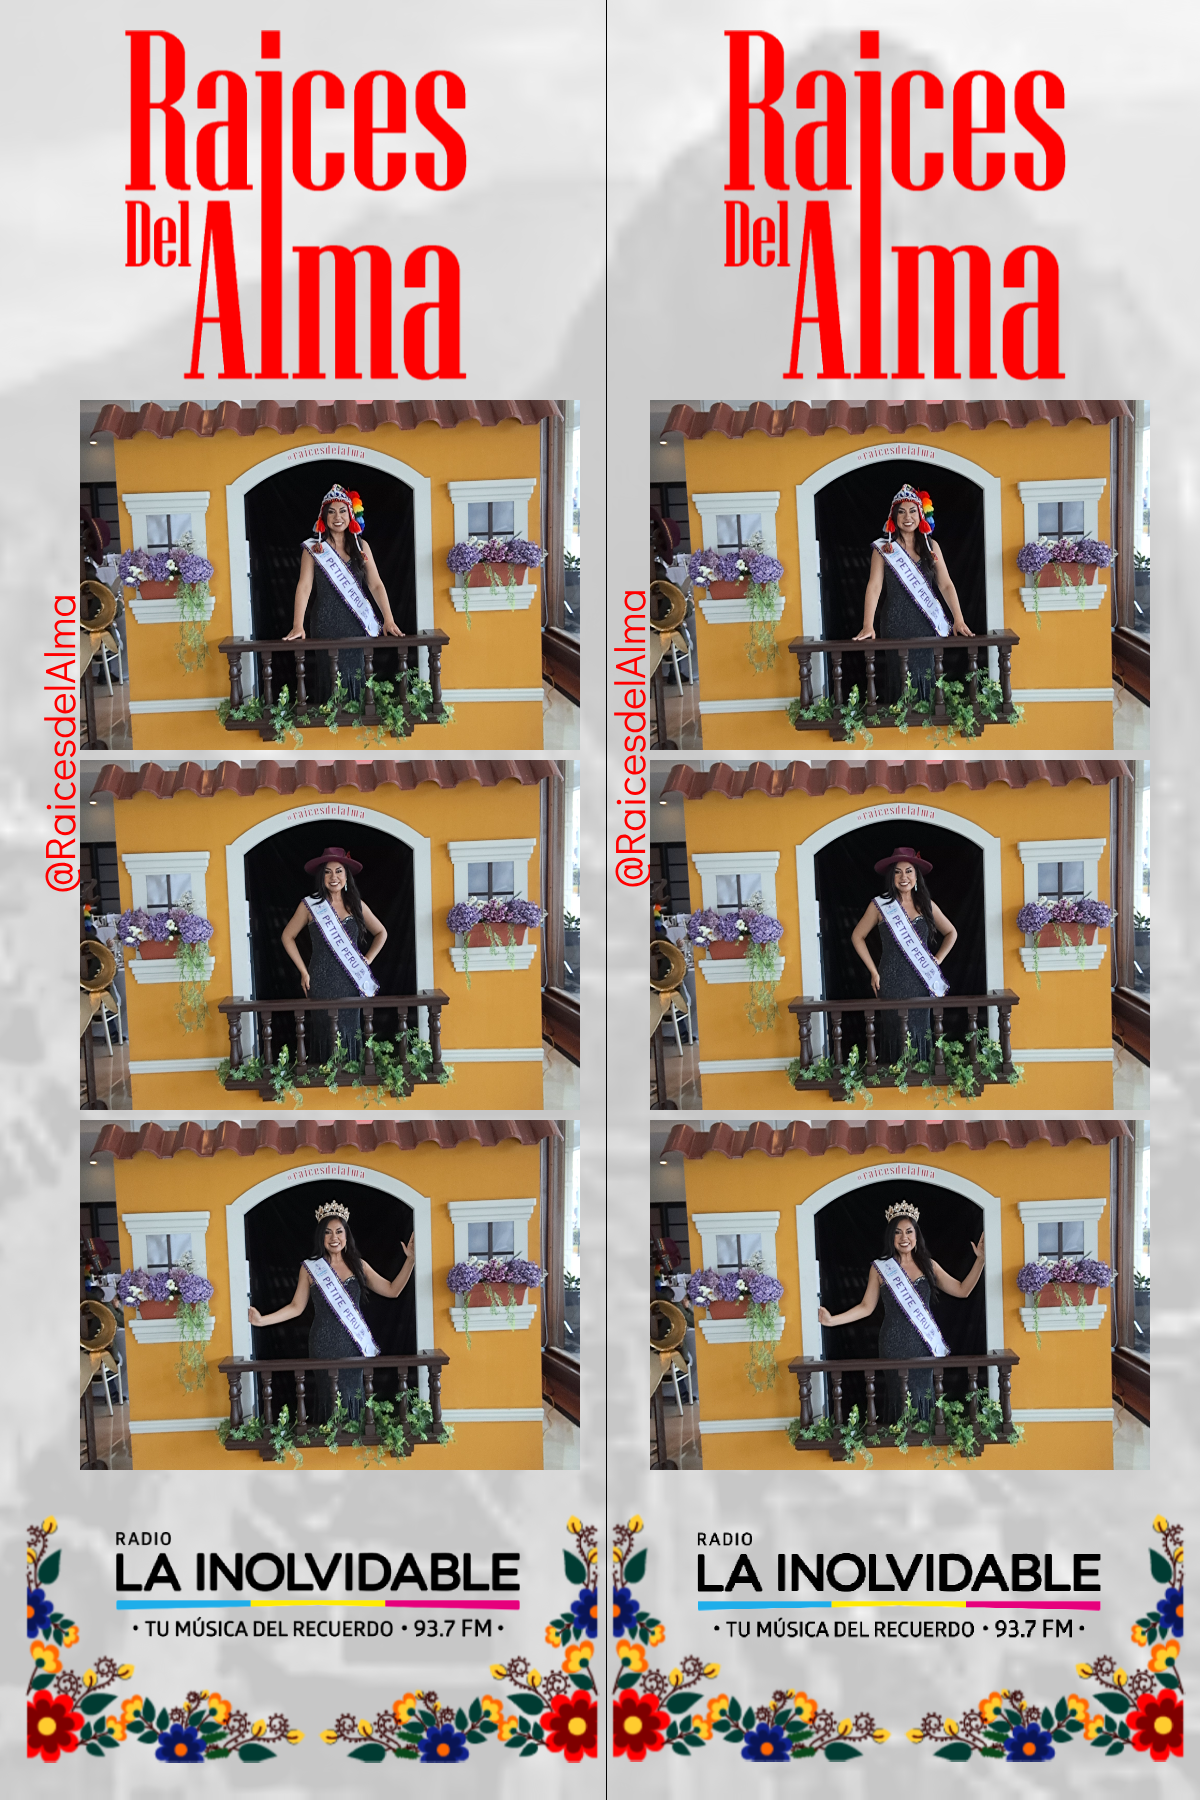 Raices
Del Alma
@RaicesdelAlma
@raicesdelalma
PETITE PERU
@raicesdelalma
PETITE PERU
@raicesdelalma
PETITE PERU
RADIO
LA INOLVIDABLE
• TU MÚSICA DEL RECUERDO • 93.7 FM •
Raices
Del Alma
@RaicesdelAlma
@raicesdelalma
PETITE PERU
@raicesdelalma
PETITE PERU
@raicesdelalma
PETITE PERU
RADIO
LA INOLVIDABLE
• TU MÚSICA DEL RECUERDO • 93.7 FM •